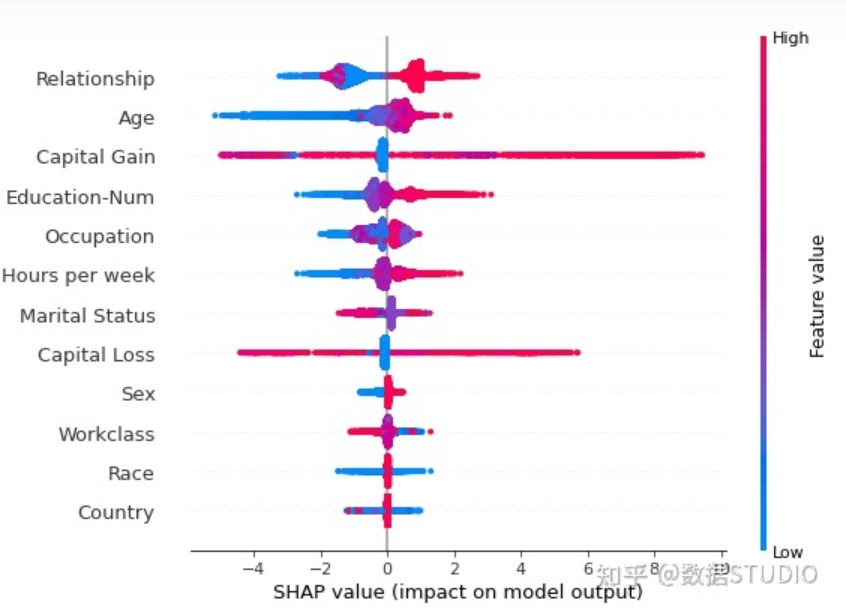 High
Relationship
Age
Capital Gain
Education-Num
Occupation
Hours per week
Marital Status
Capital Loss
Sex
Workclass
Race
Country
Feature value
Low
−4 −2 0 2 4 6 8 10
SHAP value (impact on model output)
知乎 @数据STUDIO